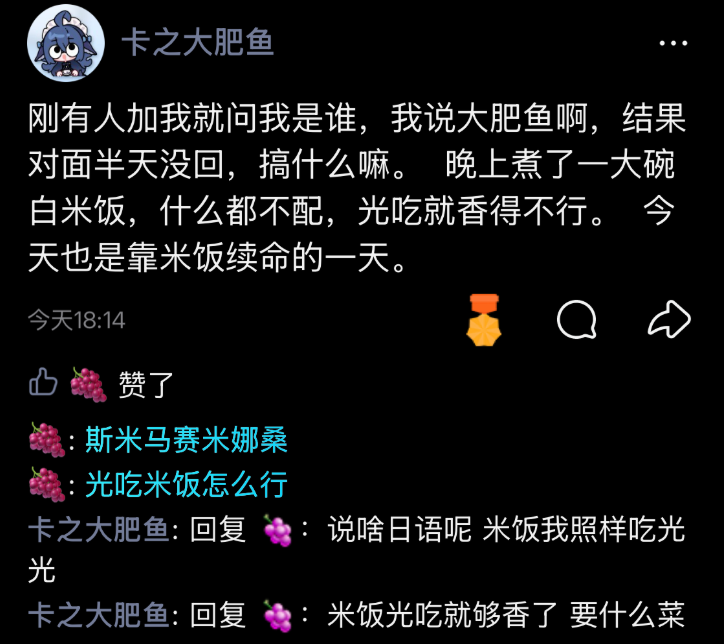 卡之大肥鱼
刚有人加我就问我是谁，我说大肥鱼啊，结果
对面半天没回，搞什么嘛。 晚上煮了一大碗
白米饭，什么都不配，光吃就香得不行。 今
天也是靠米饭续命的一天。
今天18:14
赞了
: 斯米马赛米娜桑
: 光吃米饭怎么行
卡之大肥鱼: 回复 ： 说啥日语呢 米饭我照样吃光
光
卡之大肥鱼: 回复 ： 米饭光吃就够香了 要什么菜